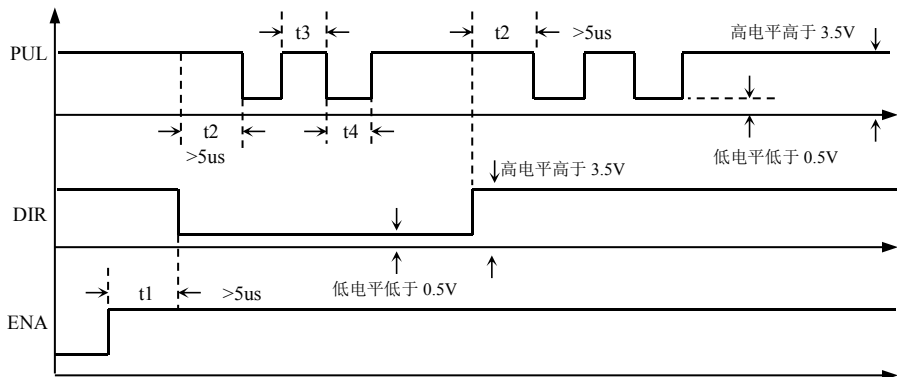 t3
t2
>5us
高电平高于 3.5V
PUL
t2
t4
>5us
低电平低于 0.5V
高电平高于 3.5V
DIR
低电平低于 0.5V
t1
>5us
ENA